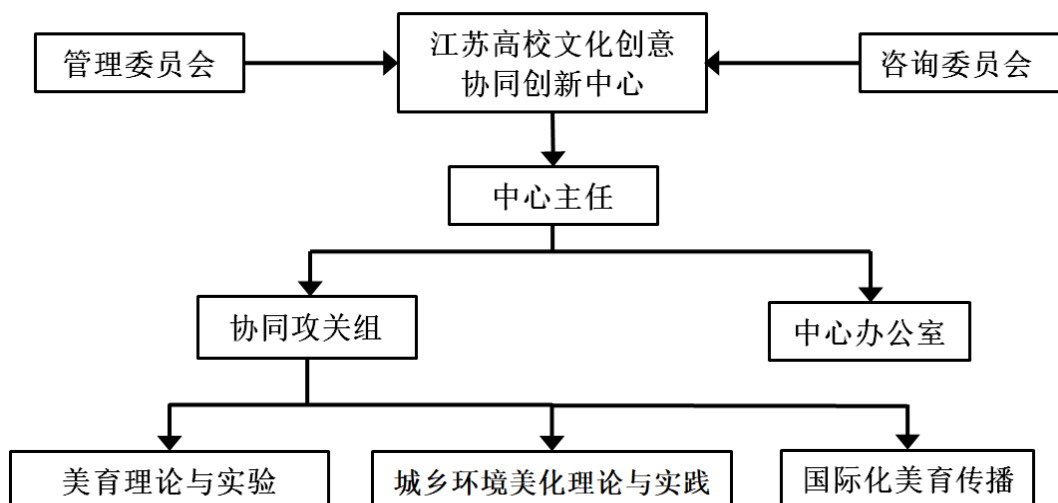 管理委员会
江苏高校文化创意
协同创新中心
咨询委员会
中心主任
协同攻关组
中心办公室
美育理论与实验
城乡环境美化理论与实践
国际化美育传播